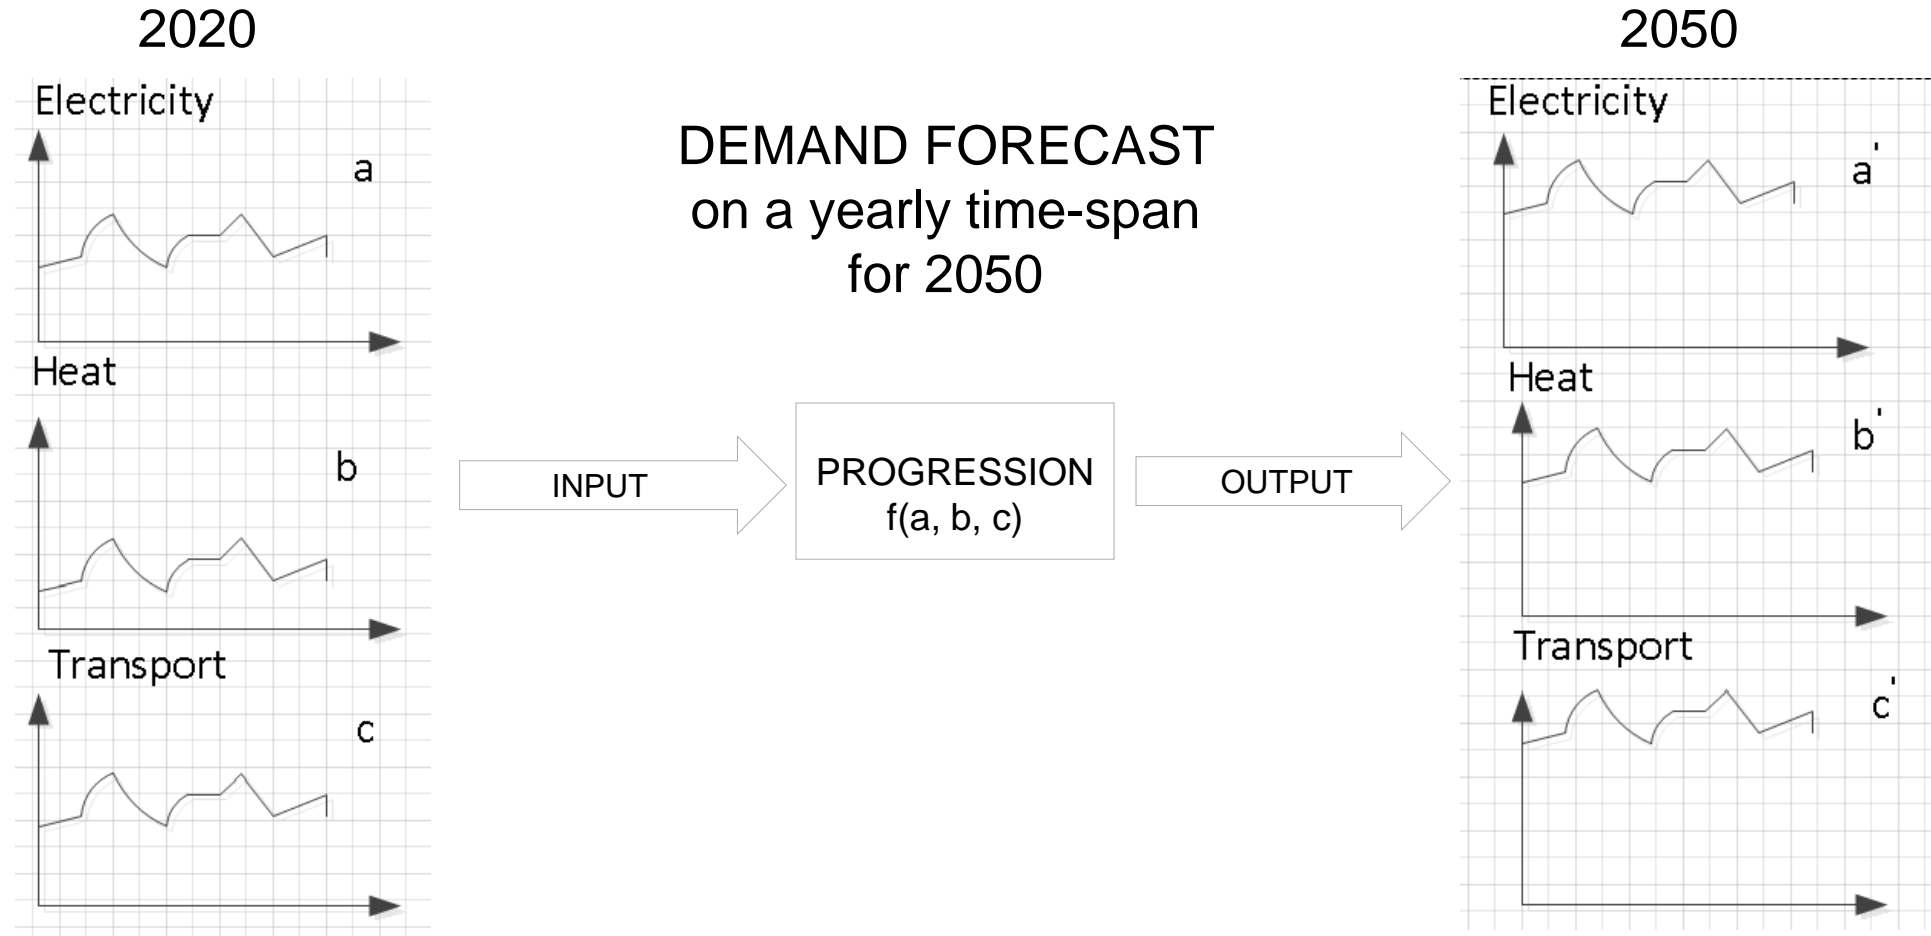 2020
Electricity
a
Heat
b
Transport
c
DEMAND FORECAST
on a yearly time-span
for 2050
INPUT
PROGRESSION
f(a, b, c)
OUTPUT
2050
Electricity
a'
Heat
b'
Transport
c'